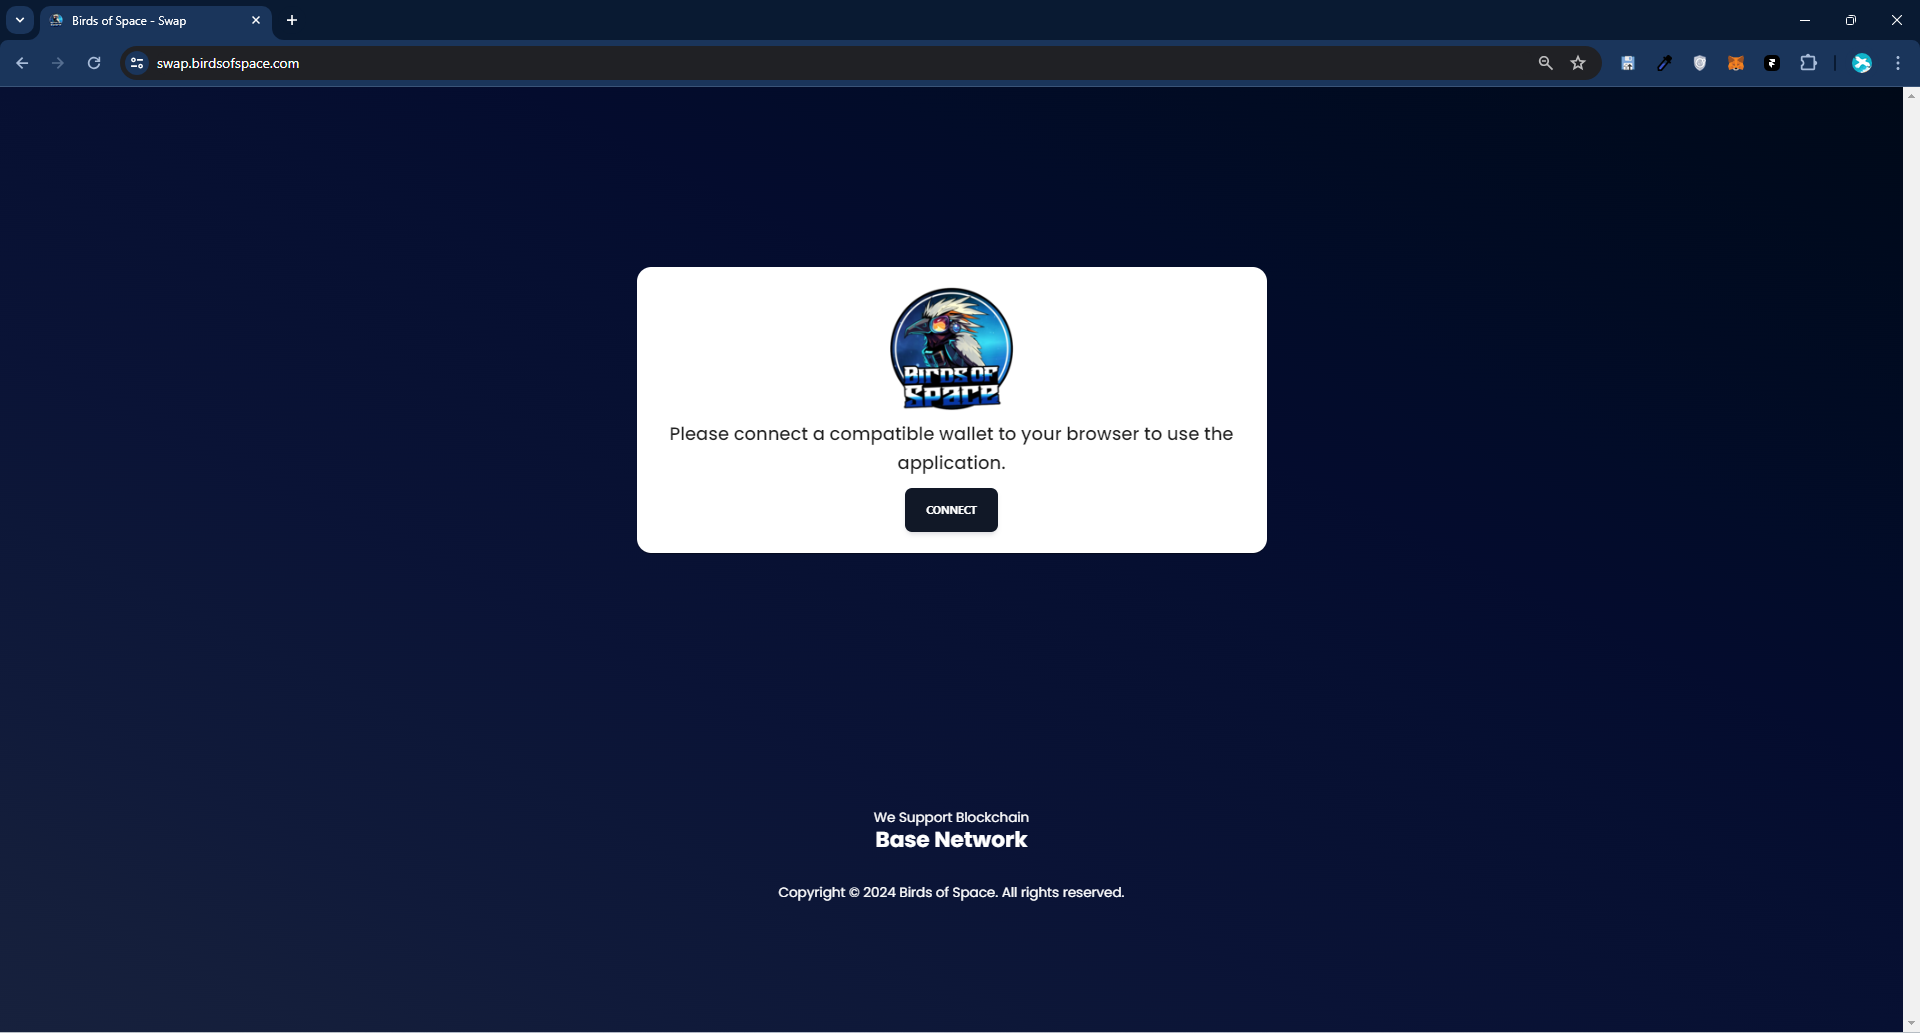 Birds of Space - Swap
swap.birdsofspace.com
BIRDS OF
SPACE
Please connect a compatible wallet to your browser to use the
application.
CONNECT
We Support Blockchain
Base Network
Copyright © 2024 Birds of Space. All rights reserved.